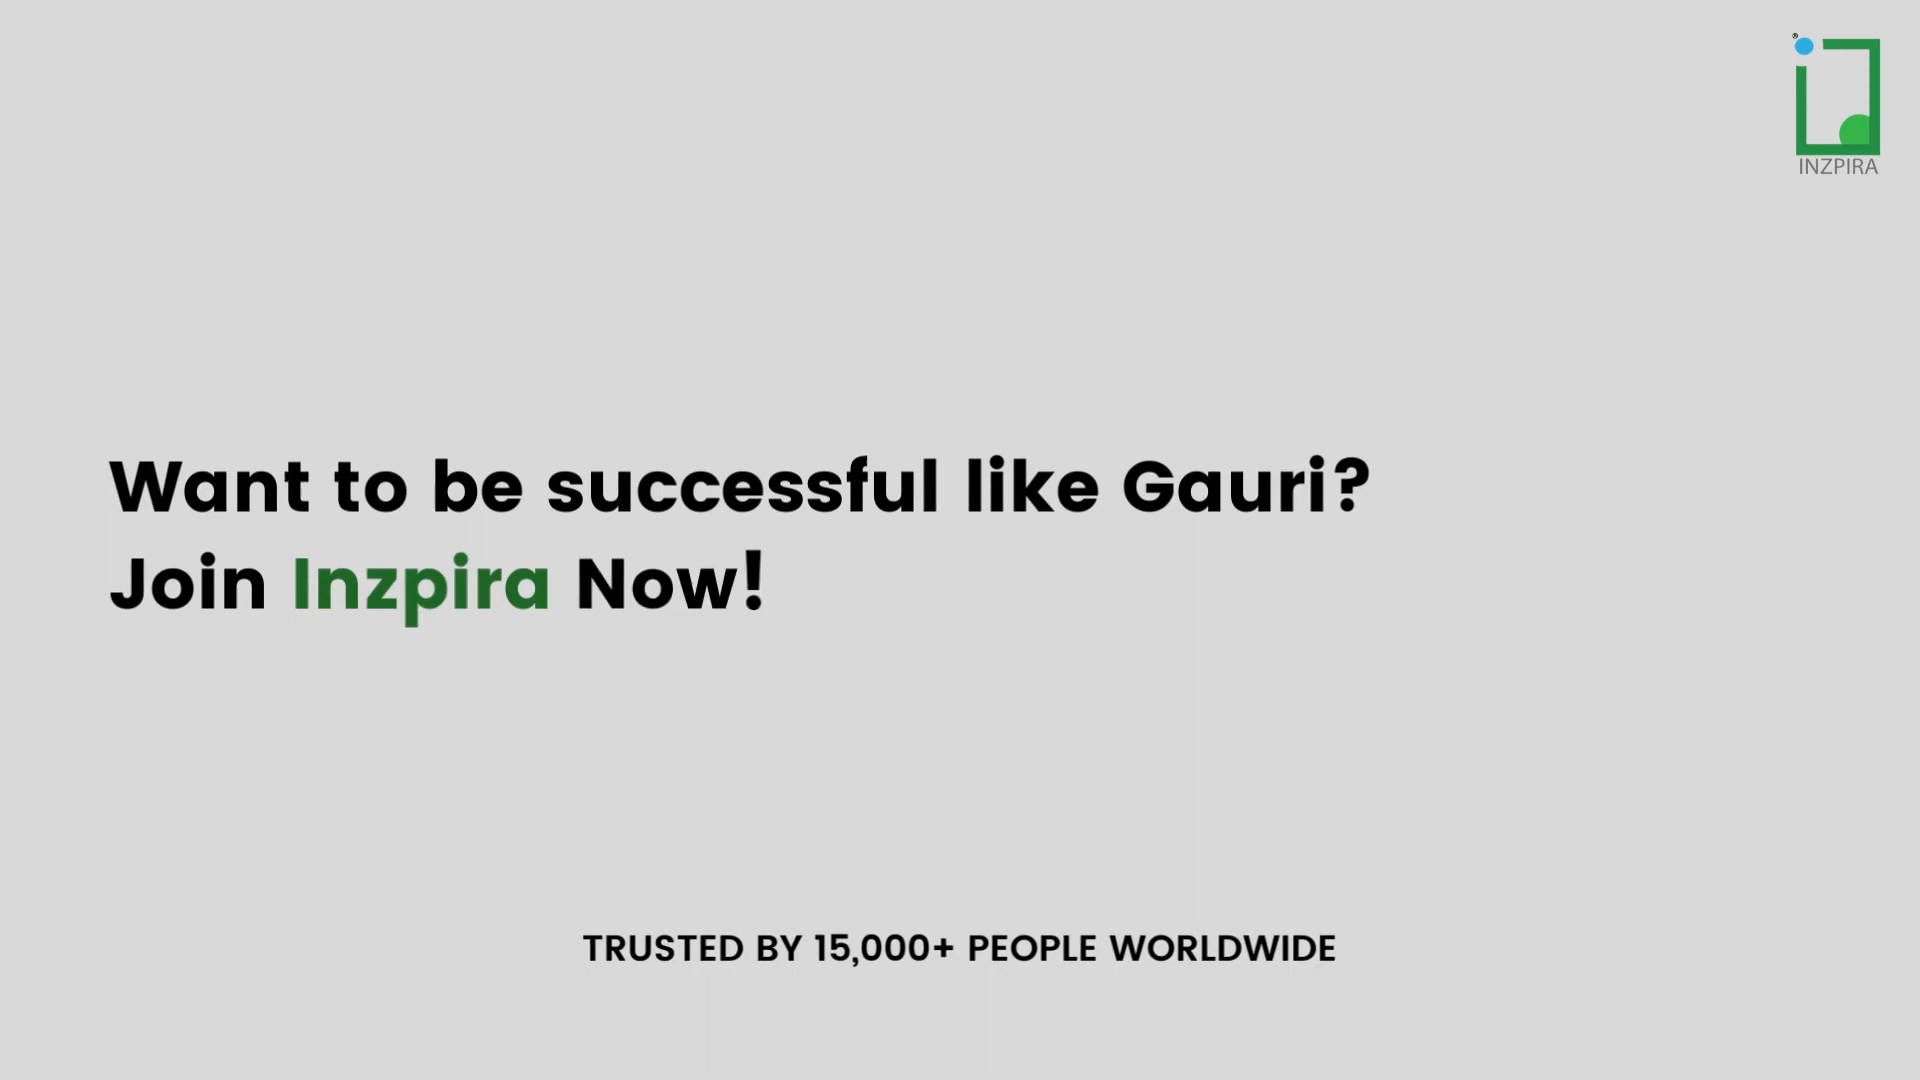 INZPIRA
Want to be successful like Gauri?
Join Inzpira Now!
TRUSTED BY 15,000+ PEOPLE WORLDWIDE